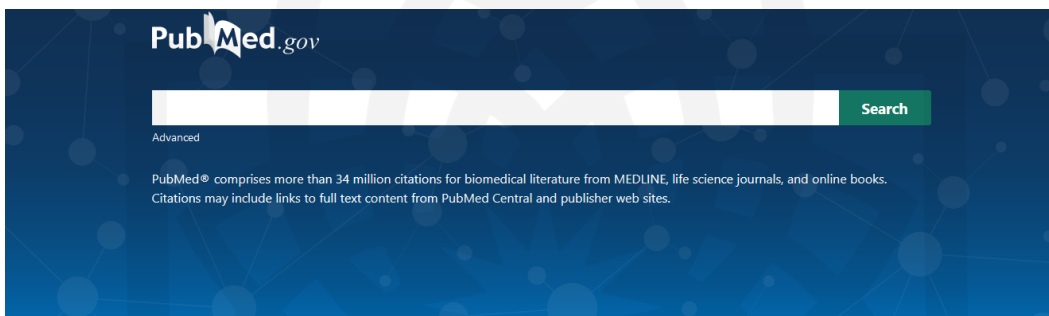 PubMed.gov
Search
Advanced
PubMed® comprises more than 34 million citations for biomedical literature from MEDLINE, life science journals, and online books.
Citations may include links to full text content from PubMed Central and publisher web sites.